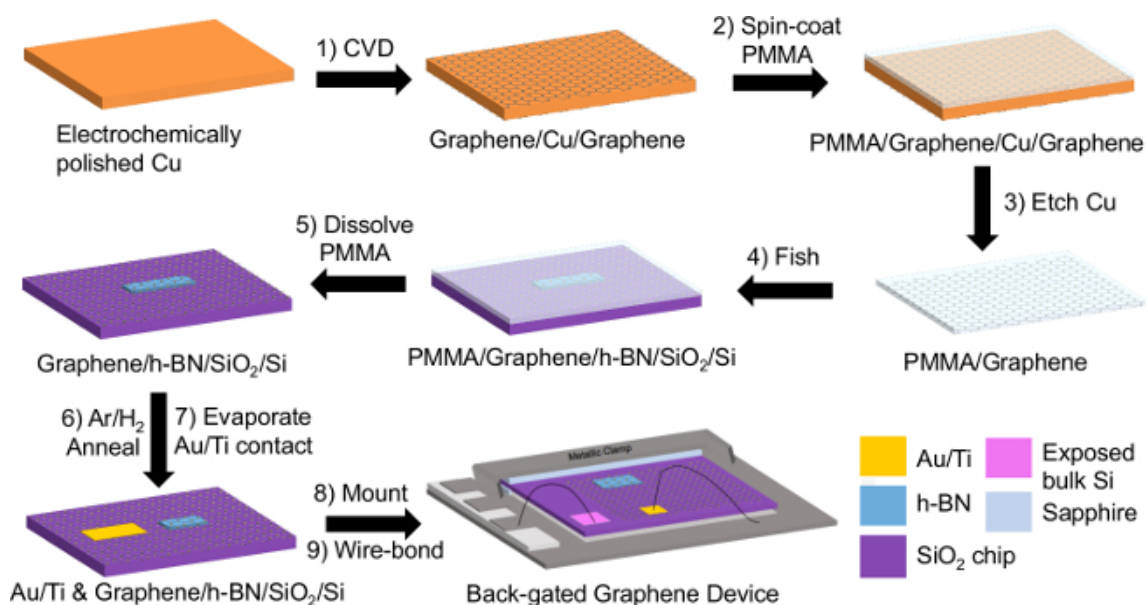 1) CVD
2) Spin-coat
PMMA
Electrochemically
polished Cu
Graphene/Cu/Graphene
PMMA/Graphene/Cu/Graphene
3) Etch Cu
5) Dissolve
PMMA
4) Fish
Graphene/h-BN/SiO₂/Si
PMMA/Graphene/h-BN/SiO₂/Si
PMMA/Graphene
6) Ar/H₂
Anneal
7) Evaporate
Au/Ti contact
8) Mount
9) Wire-bond
Metallic Clamp
Au/Ti & Graphene/h-BN/SiO₂/Si
Back-gated Graphene Device
Au/Ti
h-BN
SiO₂ chip
Exposed
bulk Si
Sapphire